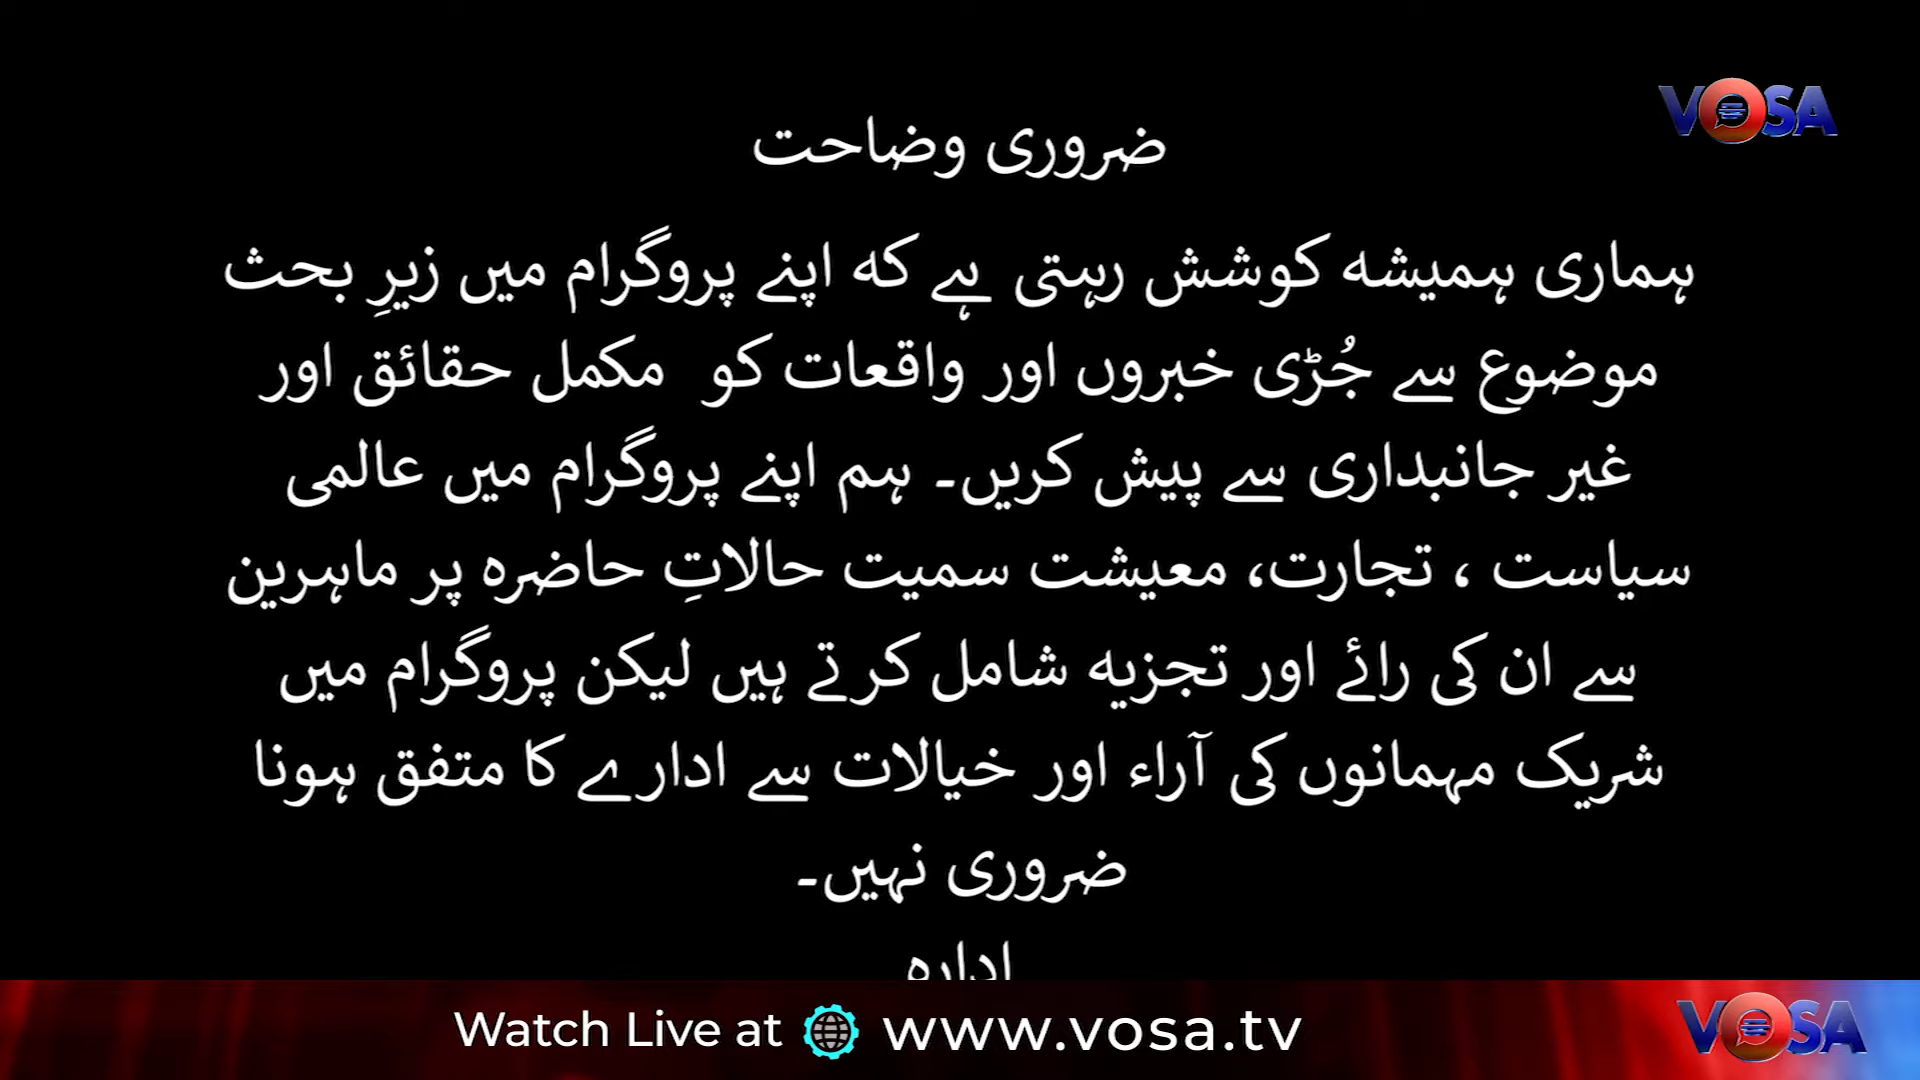 VOSA
ضروری وضاحت
ہماری ہمیشہ کوشش رہتی ہے کہ اپنے پروگرام میں زیرِ بحث
موضوع سے جُڑی خبروں اور واقعات کو مکمل حقائق اور
غیر جانبداری سے پیش کریں۔ ہم اپنے پروگرام میں عالمی
سیاست ، تجارت، معیشت سمیت حالاتِ حاضرہ پر ماہرین
سے ان کی رائے اور تجزیہ شامل کرتے ہیں لیکن پروگرام میں
شریک مہمانوں کی آراء اور خیالات سے ادارے کا متفق ہونا
ضروری نہیں۔
ادارہ
Watch Live at www.vosa.tv
VOSA